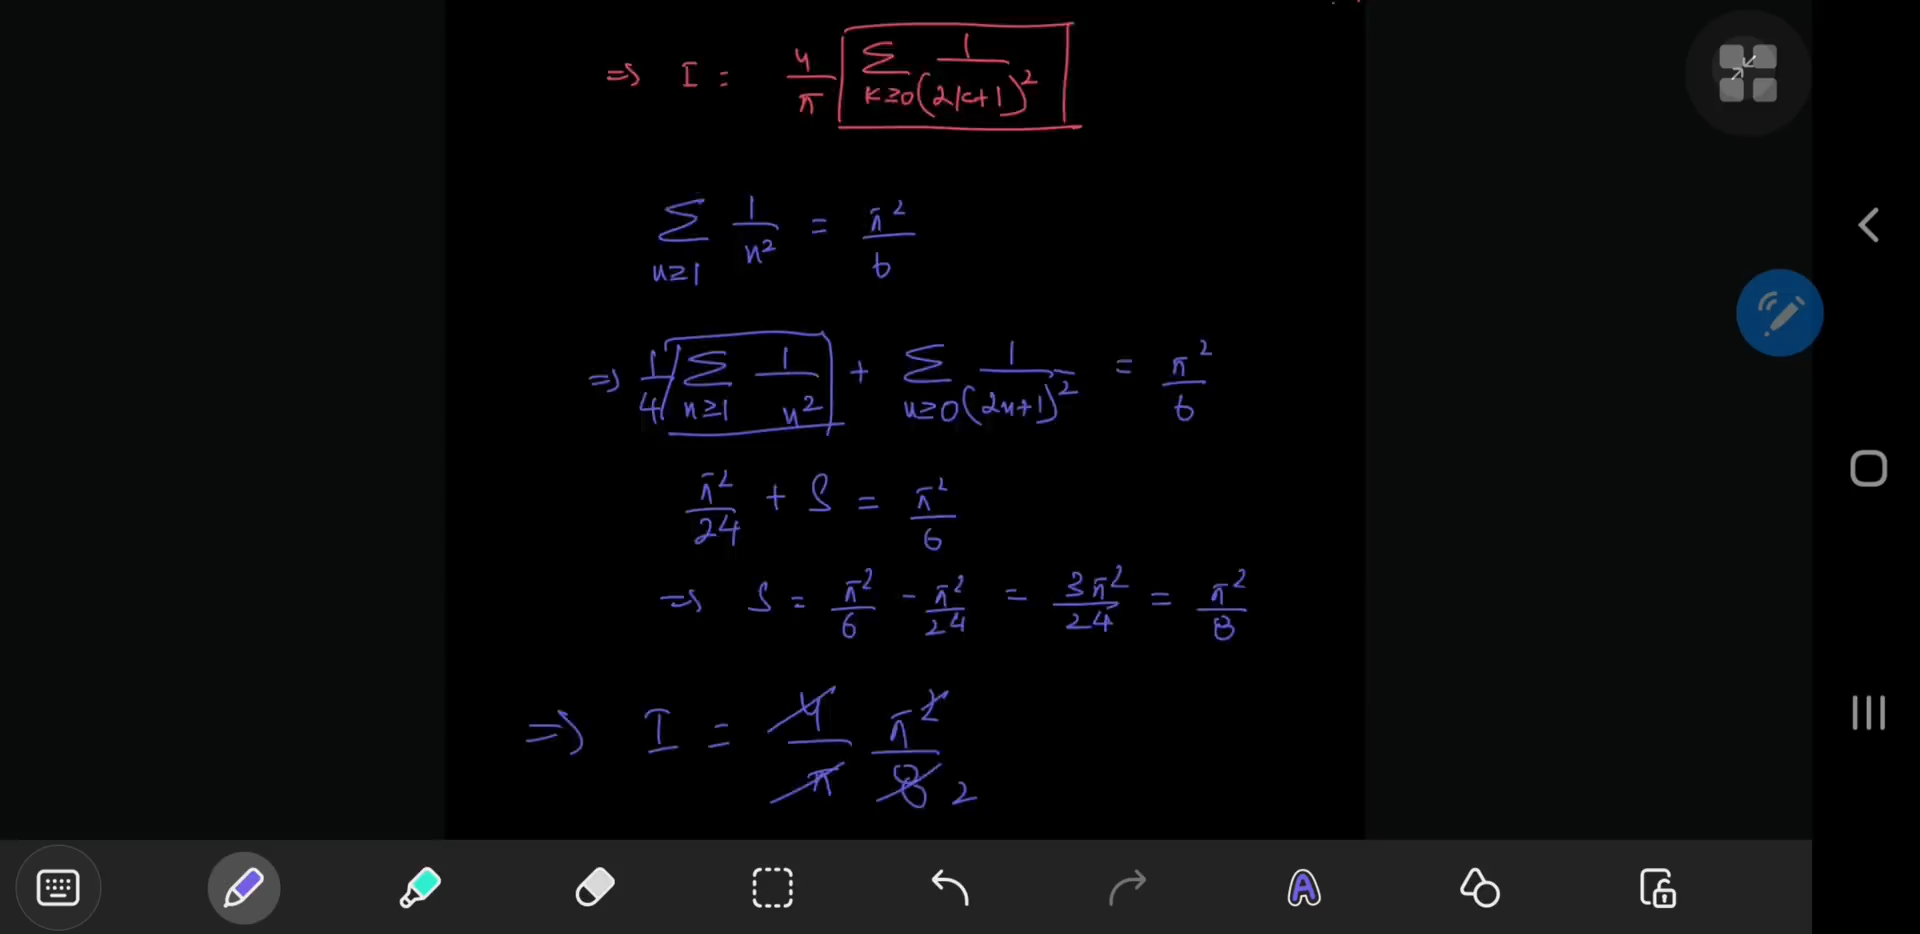 ⇒ I = 4/π ∑_{k≥0} 1/(2k+1)²
∑_{n≥1} 1/n² = π²/6
⇒ 1/4 ∑_{n≥1} 1/n² + ∑_{n≥0} 1/(2n+1)² = π²/6
π²/24 + S = π²/6
⇒ S = π²/6 - π²/24 = 3π²/24 = π²/8
⇒ I = 4/π π²/8 2
A